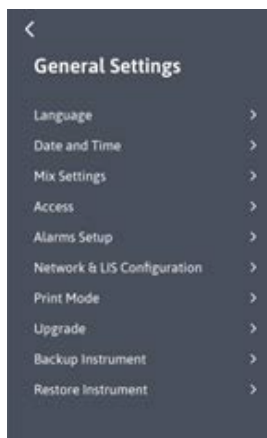 General Settings
Language
Date and Time
Mix Settings
Access
Alarms Setup
Network & LIS Configuration
Print Mode
Upgrade
Backup Instrument
Restore Instrument